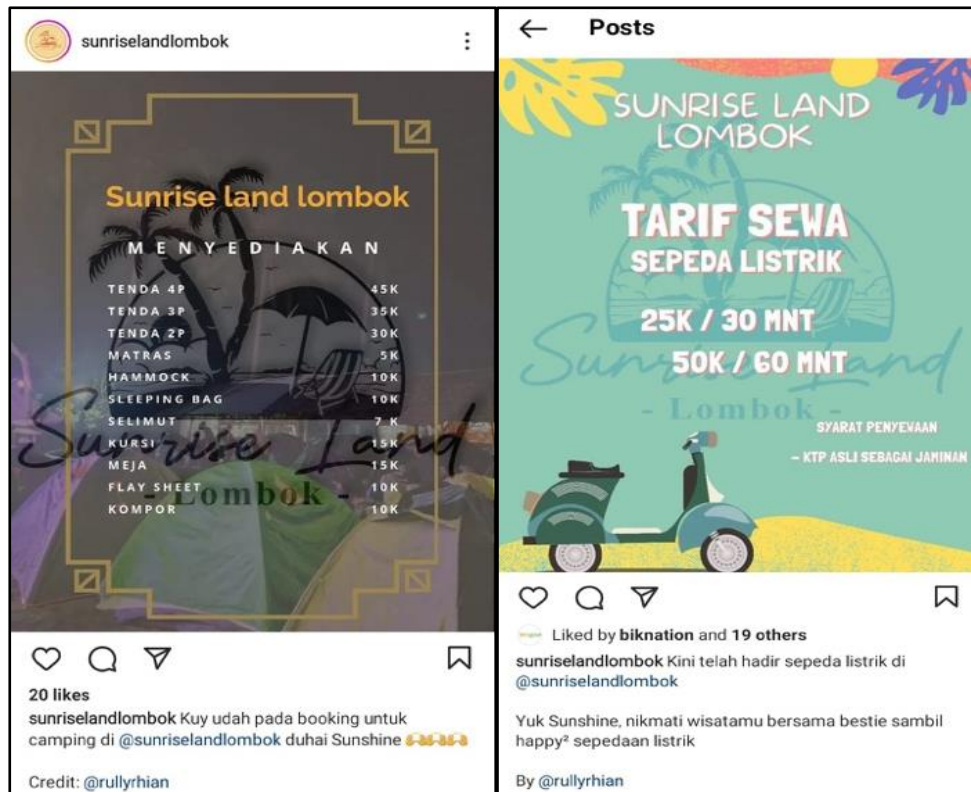 sunriselandlombok
Sunrise land lombok
MENYEDIAKAN
TENDA 4P 45K
TENDA 3P 35K
TENDA 2P 30K
MATRAS 5K
HAMMOCK 10K
SLEEPING BAG 10K
SELIMUT 7 K
KURSI 15K
MEJA 15K
FLAY SHEET 10K
KOMPOR 10K
Sunrise Land
- Lombok -
20 likes
sunriselandlombok Kuy udah pada booking untuk
camping di @sunriselandlombok duhai Sunshine
Credit: @rullyrhian
Posts
SUNRISE LAND
LOMBOK
TARIF SEWA
SEPEDA LISTRIK
25K / 30 MNT
50K / 60 MNT
Sunrise Land
- Lombok -
SYARAT PENYEWAAN
- KTP ASLI SEBAGAI JAMINAN
Liked by biknation and 19 others
sunriselandlombok Kini telah hadir sepeda listrik di
@sunriselandlombok
Yuk Sunshine, nikmati wisatamu bersama bestie sambil
happy² sepedaan listrik
By @rullyrhian